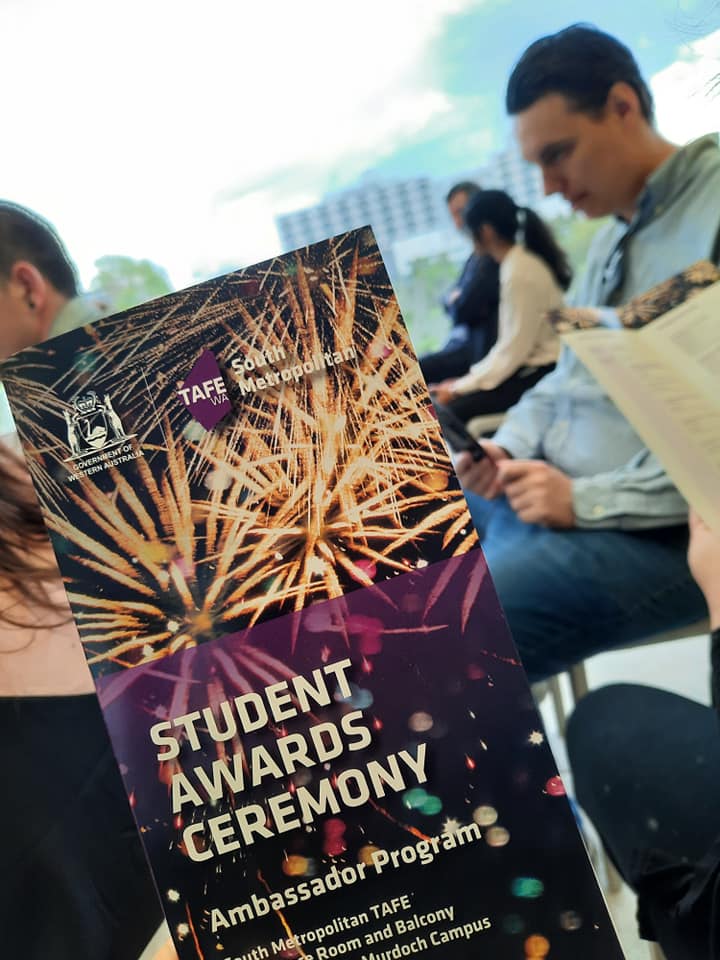 GOVERNMENT OF
WESTERN AUSTRALIA
TAFE
WA
South
Metropolitan
STUDENT
AWARDS
CEREMONY
Ambassador Program
South Metropolitan TAFE
Room and Balcony
Murdoch Campus